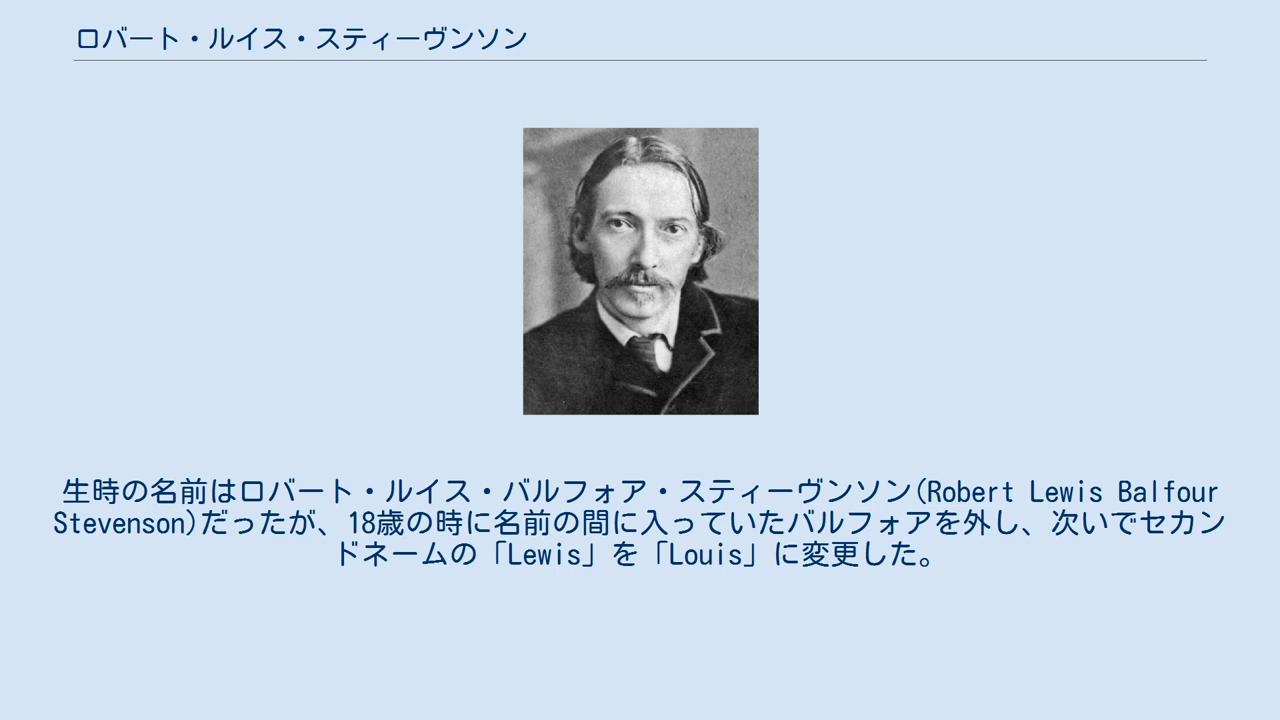 ロバート・ルイス・スティーヴンソン
生時の名前はロバート・ルイス・バルフォア・スティーヴンソン(Robert Lewis Balfour
Stevenson)だったが、18歳の時に名前の間に入っていたバルフォアを外し、次いでセカン
ドネームの「Lewis」を「Louis」に変更した。